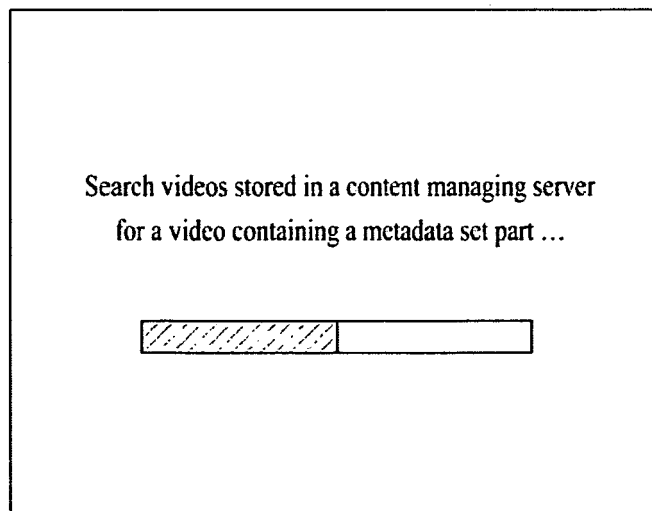 Search videos stored in a content managing server
for a video containing a metadata set part ...